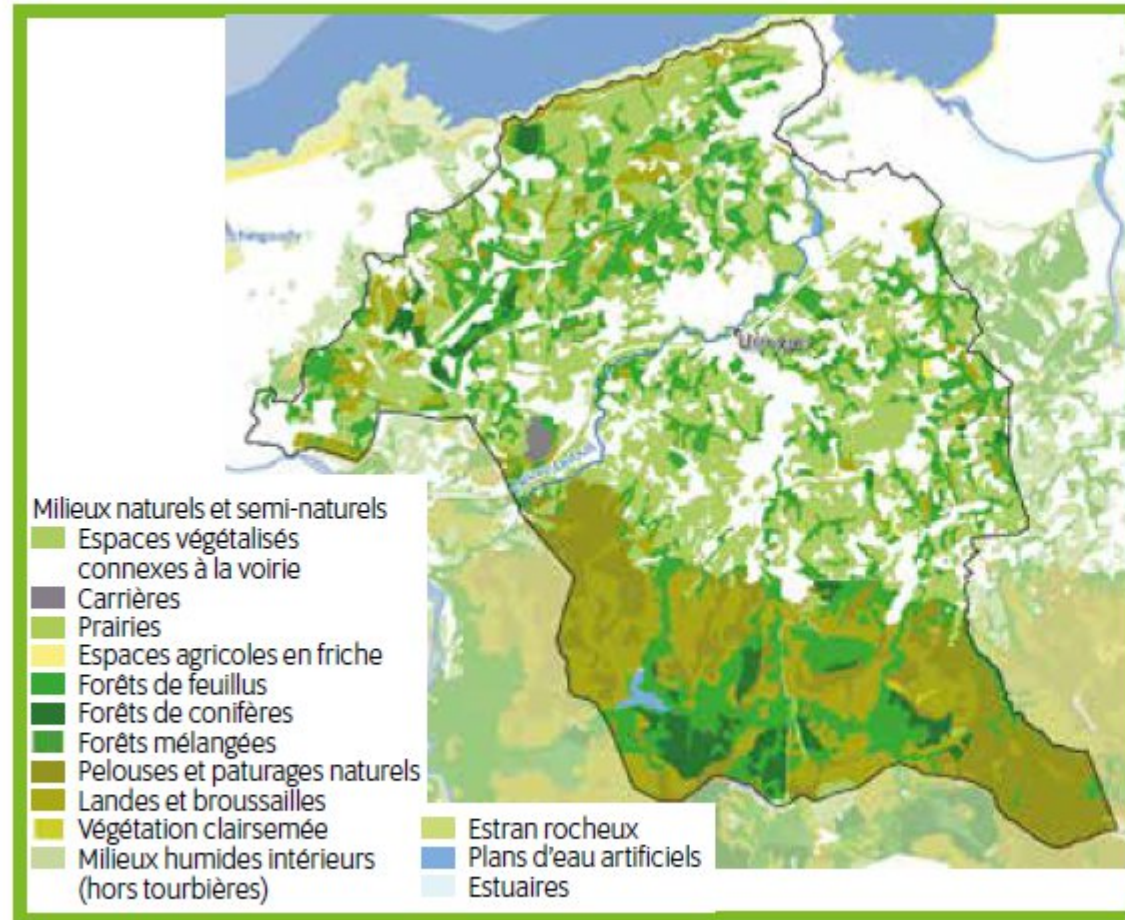 Milieux naturels et semi-naturels
Espaces végétalisés
connexes à la voirie
Carrières
Prairies
Espaces agricoles en friche
Forêts de feuillus
Forêts de conifères
Forêts mélangées
Pelouses et paturages naturels
Landes et broussailles
Végétation clairsemée
Milieux humides intérieurs
(hors tourbières)
Estran rocheux
Plans d'eau artificiels
Estuaires